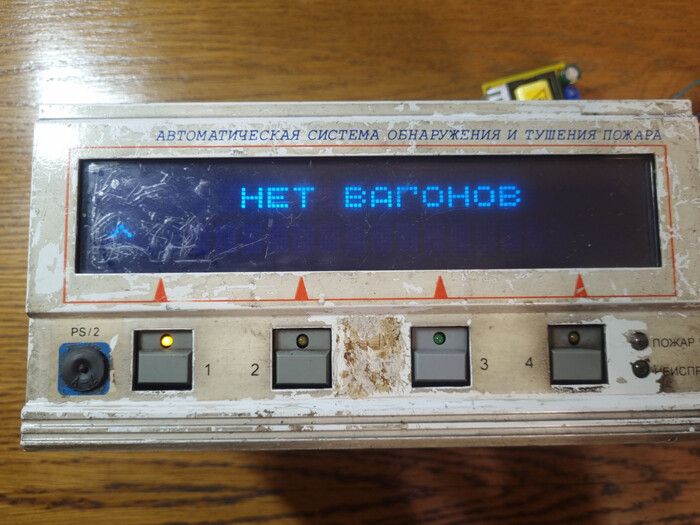 АВТОМАТИЧЕСКАЯ СИСТЕМА ОБНАРУЖЕНИЯ И ТУШЕНИЯ ПОЖАРА
НЕТ ВАГОНОВ
^
PS/2
1
2
3
4
ПОЖАР